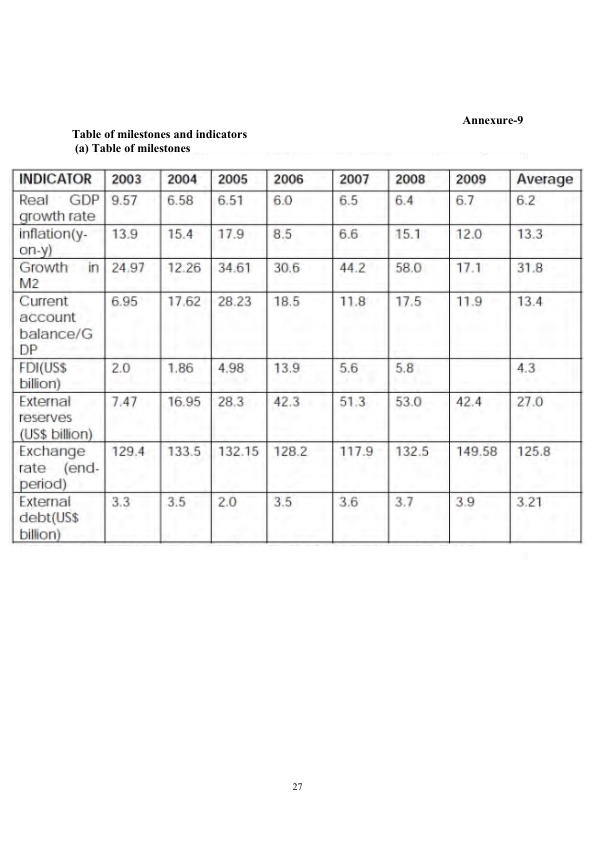 Annexure-9
Table of milestones and indicators
(a) Table of milestones
INDICATOR 2003 2004 2005 2006 2007 2008 2009 Average
Real GDP 9.57 6.58 6.51 6.0 6.5 6.4 6.7 6.2
growth rate
inflation(y- 13.9 15.4 17.9 8.5 6.6 15.1 12.0 13.3
on-y)
Growth in 24.97 12.26 34.61 30.6 44.2 58.0 17.1 31.8
M2
Current 6.95 17.62 28.23 18.5 11.8 17.5 11.9 13.4
account
balance/G
DP
FDI(US$ 2.0 1.86 4.98 13.9 5.6 5.8 4.3
billion)
External 7.47 16.95 28.3 42.3 51.3 53.0 42.4 27.0
reserves
(US$ billion)
Exchange 129.4 133.5 132.15 128.2 117.9 132.5 149.58 125.8
rate (end-
period)
External 3.3 3.5 2.0 3.5 3.6 3.7 3.9 3.21
debt(US$
billion)
27